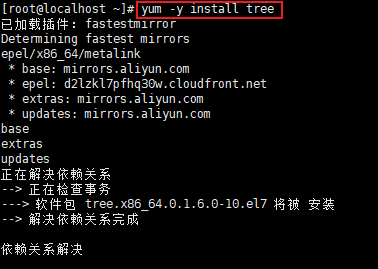 [root@localhost ~]# yum -y install tree
已加载插件：fastestmirror
Determining fastest mirrors
epel/x86_64/metalink
* base: mirrors.aliyun.com
* epel: d2lzkl7pfhq30w.cloudfront.net
* extras: mirrors.aliyun.com
* updates: mirrors.aliyun.com
base
extras
updates
正在解决依赖关系
--> 正在检查事务
---> 软件包 tree.x86_64.0.1.6.0-10.el7 将被 安装
--> 解决依赖关系完成
依赖关系解决